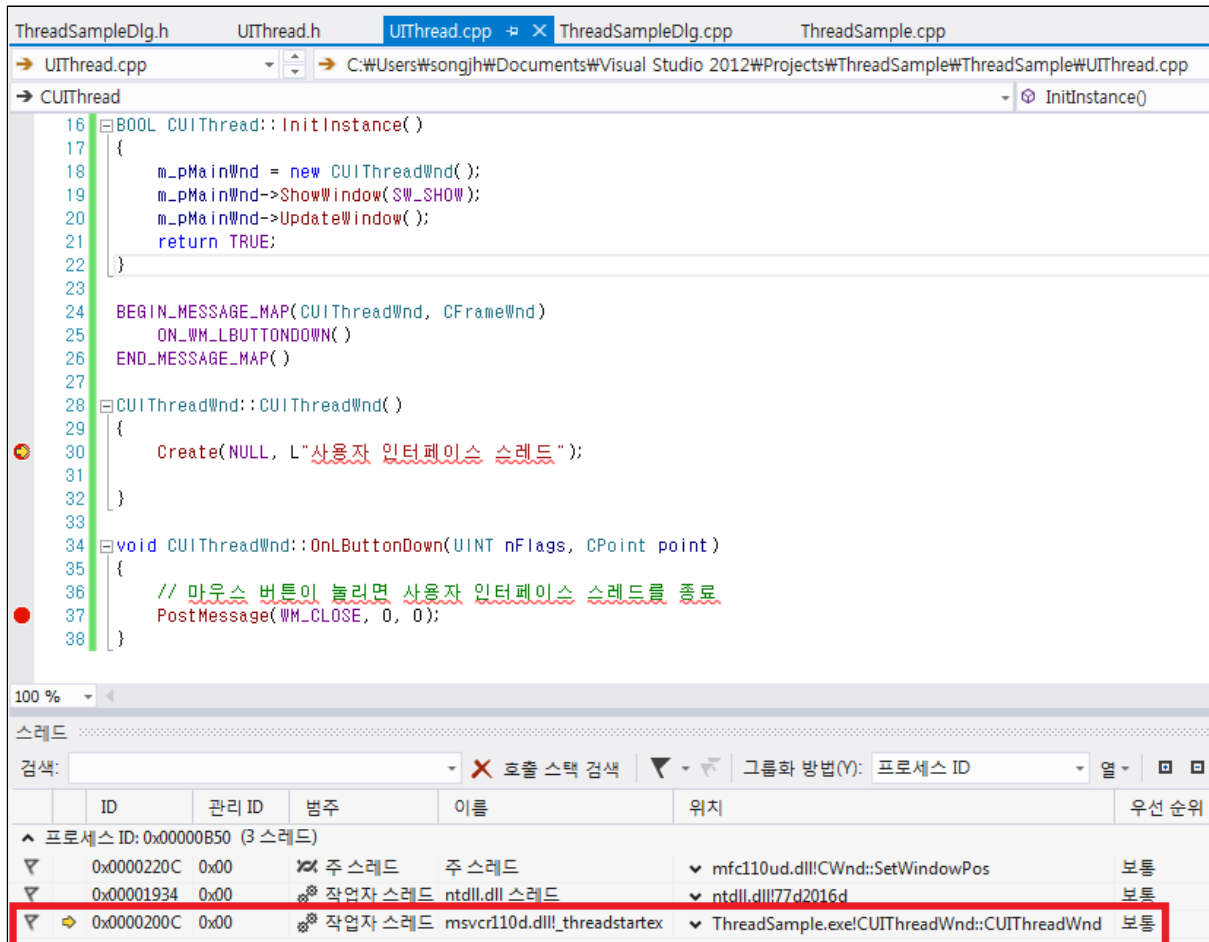 ThreadSampleDlg.h UIThread.h UIThread.cpp ThreadSampleDlg.cpp ThreadSample.cpp
UIThread.cpp C:₩Users₩songjh₩Documents₩Visual Studio 2012₩Projects₩ThreadSample₩ThreadSample₩UIThread.cpp
CUIThread InitInstance()
16 BOOL CUIThread::InitInstance()
17 {
18 m_pMainWnd = new CUIThreadWnd();
19 m_pMainWnd->ShowWindow(SW_SHOW);
20 m_pMainWnd->UpdateWindow();
21 return TRUE;
22 }
23
24 BEGIN_MESSAGE_MAP(CUIThreadWnd, CFrameWnd)
25 ON_WM_LBUTTONDOWN()
26 END_MESSAGE_MAP()
27
28 CUIThreadWnd::CUIThreadWnd()
29 {
30 Create(NULL, L"사용자 인터페이스 스레드");
31
32 }
33
34 void CUIThreadWnd::OnLButtonDown(UINT nFlags, CPoint point)
35 {
36 // 마우스 버튼이 눌리면 사용자 인터페이스 스레드를 종료
37 PostMessage(WM_CLOSE, 0, 0);
38 }
100 %
스레드
검색: 호출 스택 검색 그룹화 방법(Y): 프로세스 ID 열
ID 관리 ID 범주 이름 위치 우선 순위
프로세스 ID: 0x00000B50 (3 스레드)
0x0000220C 0x00 주 스레드 주 스레드 mfc110ud.dll!CWnd::SetWindowPos 보통
0x00001934 0x00 작업자 스레드 ntdll.dll 스레드 ntdll.dll!77d2016d 보통
0x0000200C 0x00 작업자 스레드 msvcr110d.dll!_threadstartex ThreadSample.exe!CUIThreadWnd::CUIThreadWnd 보통